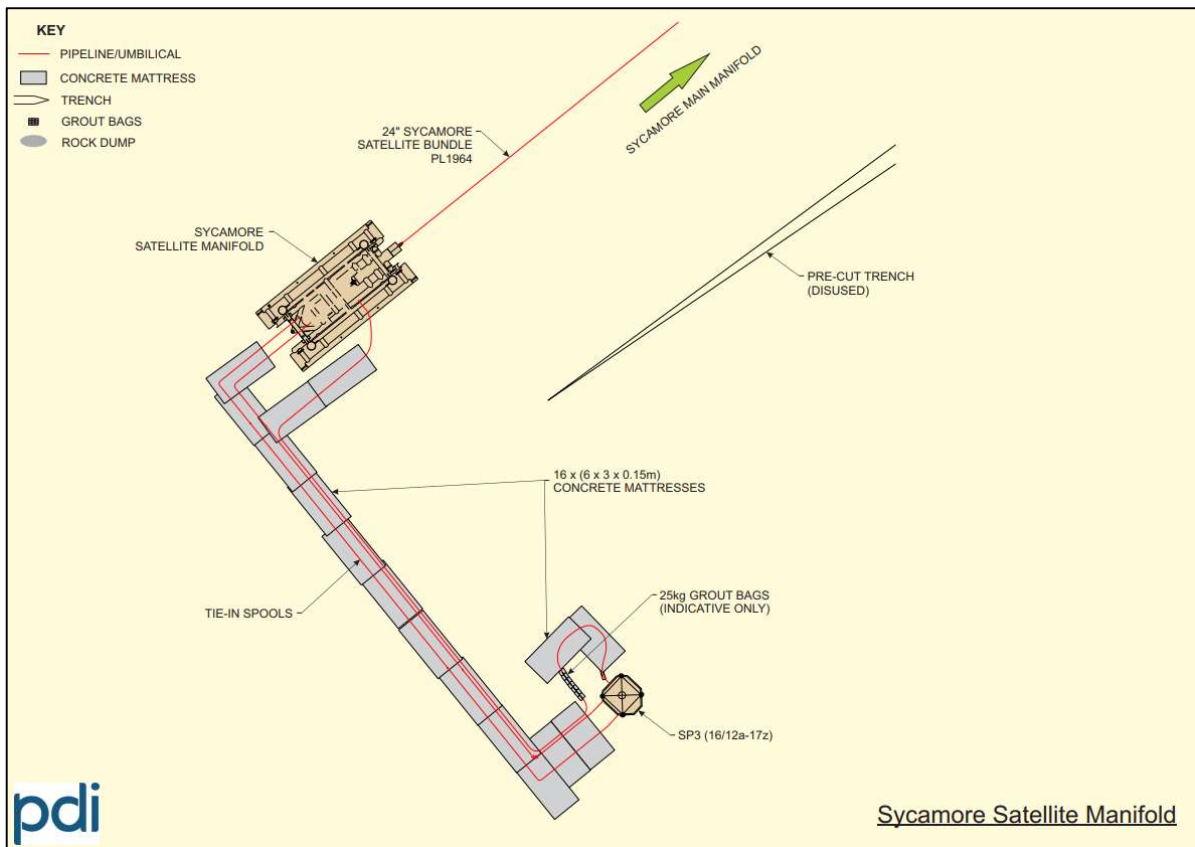 KEY
PIPELINE/UMBILICAL
CONCRETE MATTRESS
TRENCH
GROUT BAGS
ROCK DUMP
24" SYCAMORE
SATELLITE BUNDLE
PL1964
SYCAMORE MAIN MANIFOLD
SYCAMORE
SATELLITE MANIFOLD
PRE-CUT TRENCH
(DISUSED)
16 x (6 x 3 x 0.15m)
CONCRETE MATTRESSES
TIE-IN SPOOLS
25kg GROUT BAGS
(INDICATIVE ONLY)
SP3 (16/12a-17z)
pdi
Sycamore Satellite Manifold